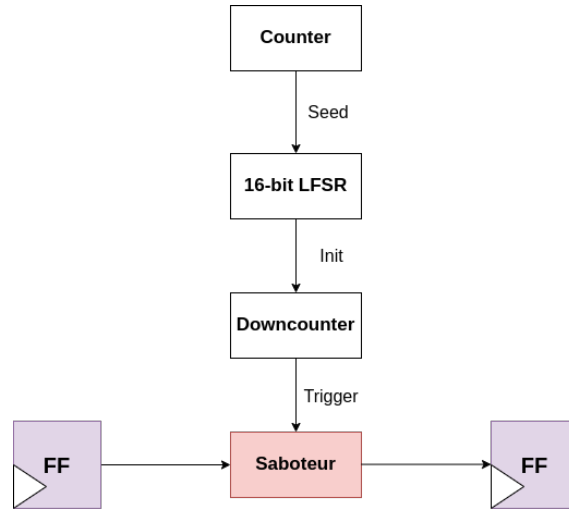 Counter
Seed
16-bit LFSR
Init
Downcounter
Trigger
FF
Saboteur
FF